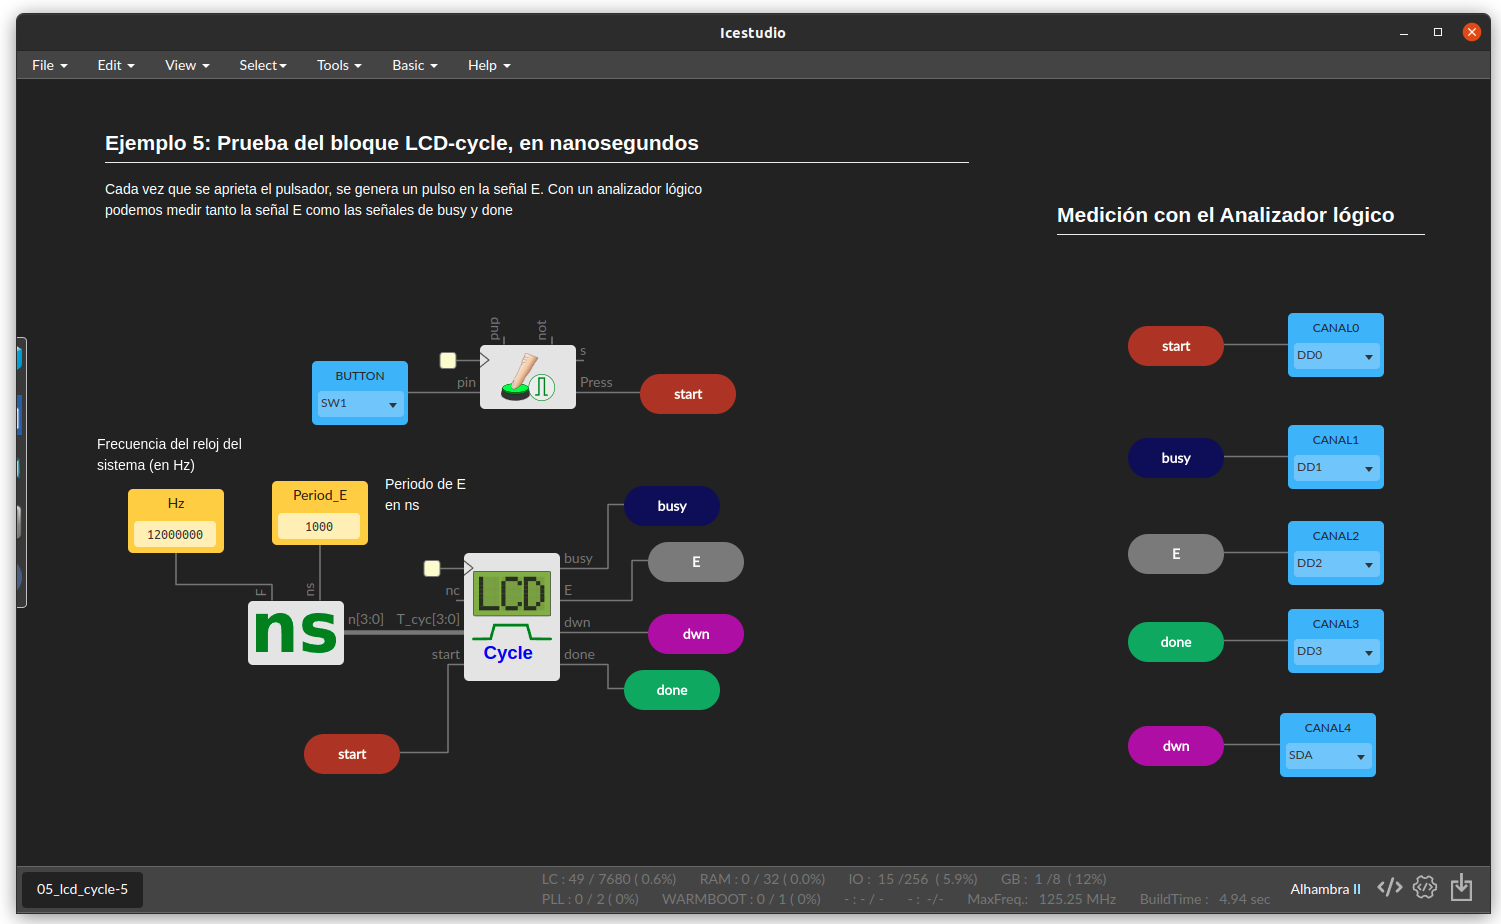 Icestudio
File Edit View Select Tools Basic Help
Ejemplo 5: Prueba del bloque LCD-cycle, en nanosegundos
Cada vez que se aprieta el pulsador, se genera un pulso en la señal E. Con un analizador lógico
podemos medir tanto la señal E como las señales de busy y done
Medición con el Analizador lógico
pup not
s
BUTTON
SW1
pin
Press
start
Frecuencia del reloj del
sistema (en Hz)
Hz
12000000
Period_E
1000
Periodo de E
en ns
F ns
ns
n[3:0] T_cyc[3:0]
nc
start
LCD
Cycle
busy
E
dwn
done
busy
E
dwn
done
start
start
CANAL0
DD0
busy
CANAL1
DD1
E
CANAL2
DD2
done
CANAL3
DD3
dwn
CANAL4
SDA
05_lcd_cycle-5
LC : 49 / 7680 ( 0.6%) RAM : 0 / 32 ( 0.0%) IO : 15 /256 ( 5.9%) GB : 1 /8 ( 12%)
PLL : 0 / 2 ( 0%) WARMBOOT : 0 / 1 ( 0%) - : - / - - : -/- MaxFreq.: 125.25 MHz BuildTime : 4.94 sec
Alhambra II